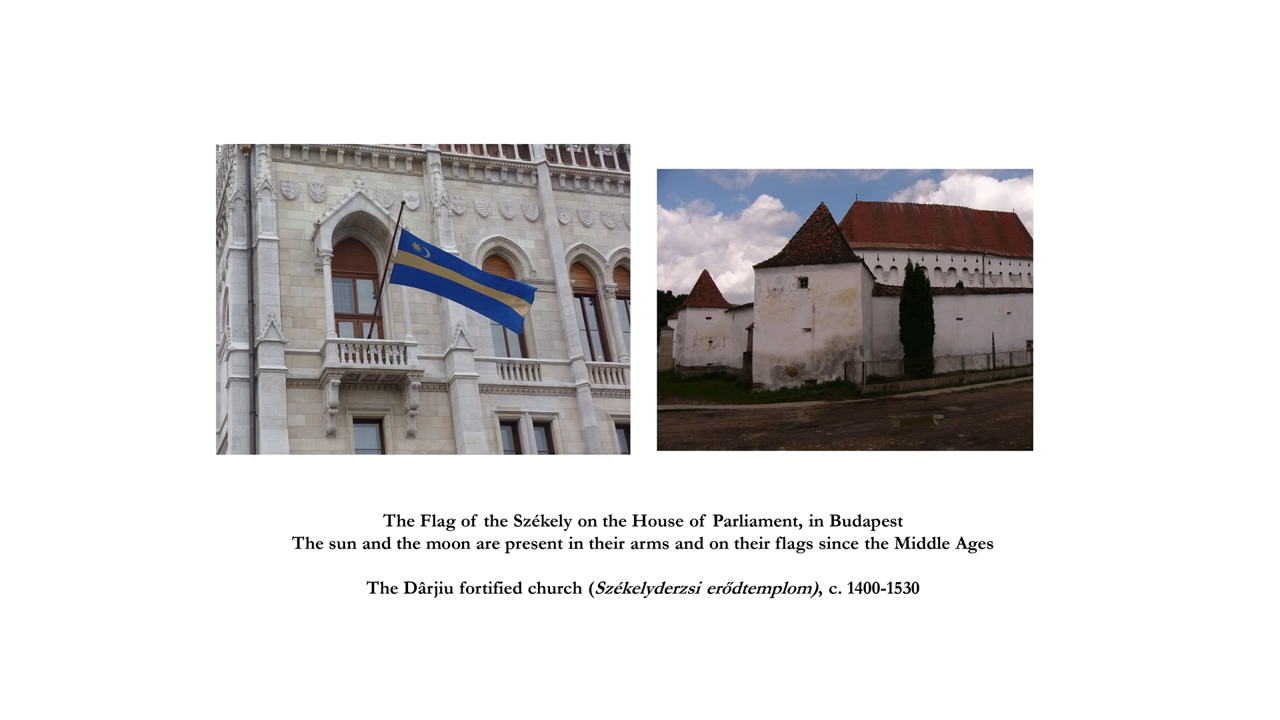 The Flag of the Székely on the House of Parliament, in Budapest
The sun and the moon are present in their arms and on their flags since the Middle Ages
The Dârjiu fortified church (Székelyderzsi erődtemplom), c. 1400-1530